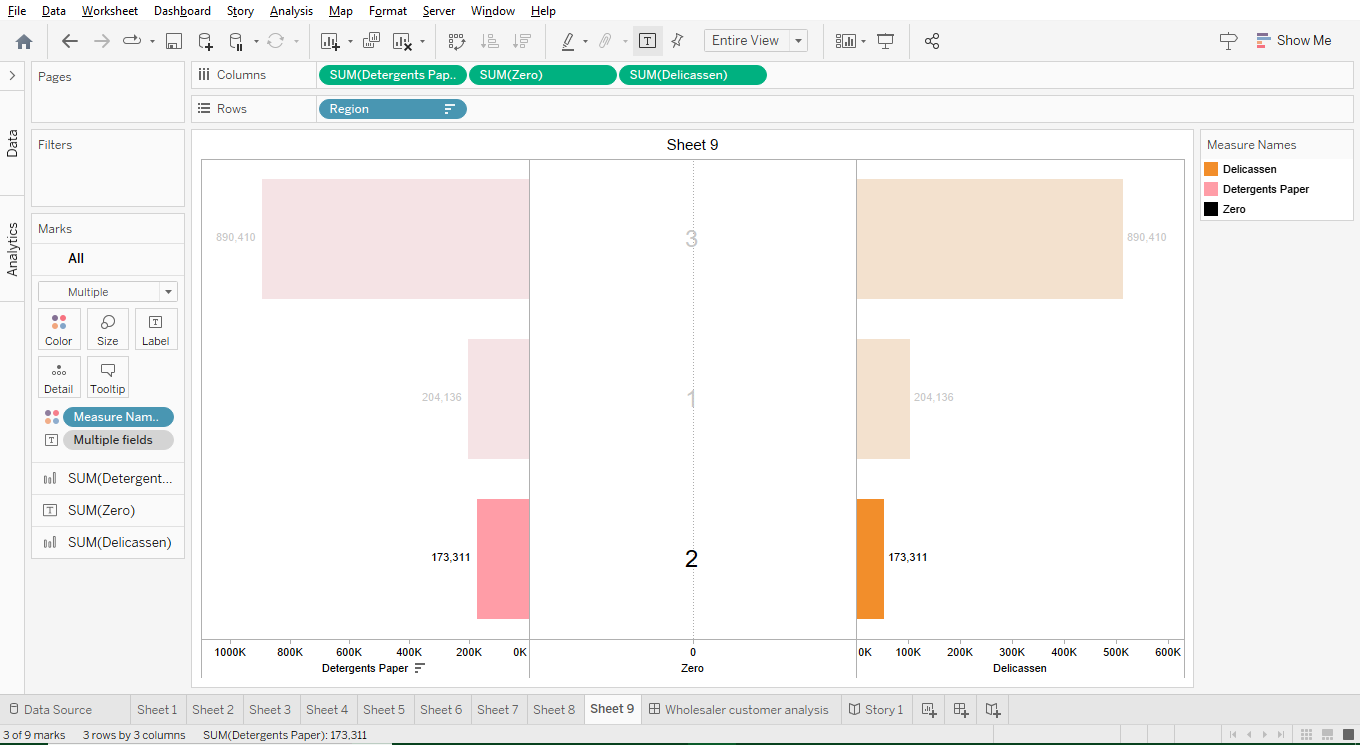 File Data Worksheet Dashboard Story Analysis Map Format Server Window Help
Entire View
Show Me
Pages
Columns
SUM(Detergents Pap.. SUM(Zero) SUM(Delicassen)
Rows
Region
Data
Analytics
Filters
Marks
All
Multiple
Color Size Label
Detail Tooltip
Measure Nam..
Multiple fields
SUM(Detergent...
SUM(Zero)
SUM(Delicassen)
Sheet 9
890,410 3 890,410
204,136 1 204,136
173,311 2 173,311
1000K 800K 600K 400K 200K 0K 0 0K 100K 200K 300K 400K 500K 600K
Detergents Paper Zero Delicassen
Measure Names
Delicassen
Detergents Paper
Zero
Data Source Sheet 1 Sheet 2 Sheet 3 Sheet 4 Sheet 5 Sheet 6 Sheet 7 Sheet 8 Sheet 9 Wholesaler customer analysis Story 1
3 of 9 marks 3 rows by 3 columns SUM(Detergents Paper): 173,311